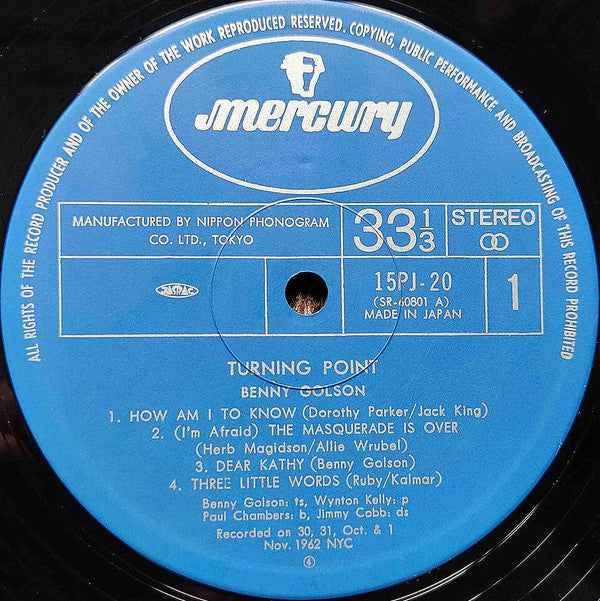 ALL RIGHTS OF THE RECORD PRODUCER AND OF THE OWNER OF THE WORK REPRODUCED RESERVED. COPYING, PUBLIC PERFORMANCE AND BROADCASTING OF THIS RECORD PROHIBITED
mercury
MANUFACTURED BY NIPPON PHONOGRAM
CO. LTD., TOKYO
33 1/3
STEREO
JASRAC
15PJ-20
(SR-60801 A)
MADE IN JAPAN
1
TURNING POINT
BENNY GOLSON
1. HOW AM I TO KNOW (Dorothy Parker/Jack King)
2. (I'm Afraid) THE MASQUERADE IS OVER
(Herb Magidson/Allie Wrubel)
3. DEAR KATHY (Benny Golson)
4. THREE LITTLE WORDS (Ruby/Kalmar)
Benny Golson: ts, Wynton Kelly: p
Paul Chambers: b, Jimmy Cobb: ds
Recorded on 30, 31, Oct. & 1
Nov. 1962 NYC
④